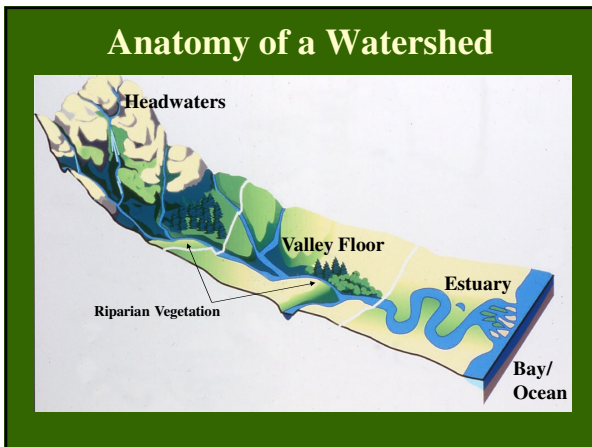 Anatomy of a Watershed
Headwaters
Valley Floor
Estuary
Riparian Vegetation
Bay/
Ocean